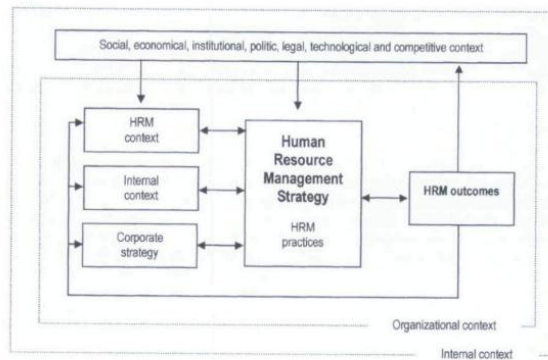 Social, economical, institutional, politic, legal, technological and competitive context
HRM
context
Internal
context
Corporate
strategy
Human
Resource
Management
Strategy
HRM
practices
HRM outcomes
Organizational context
Internal context